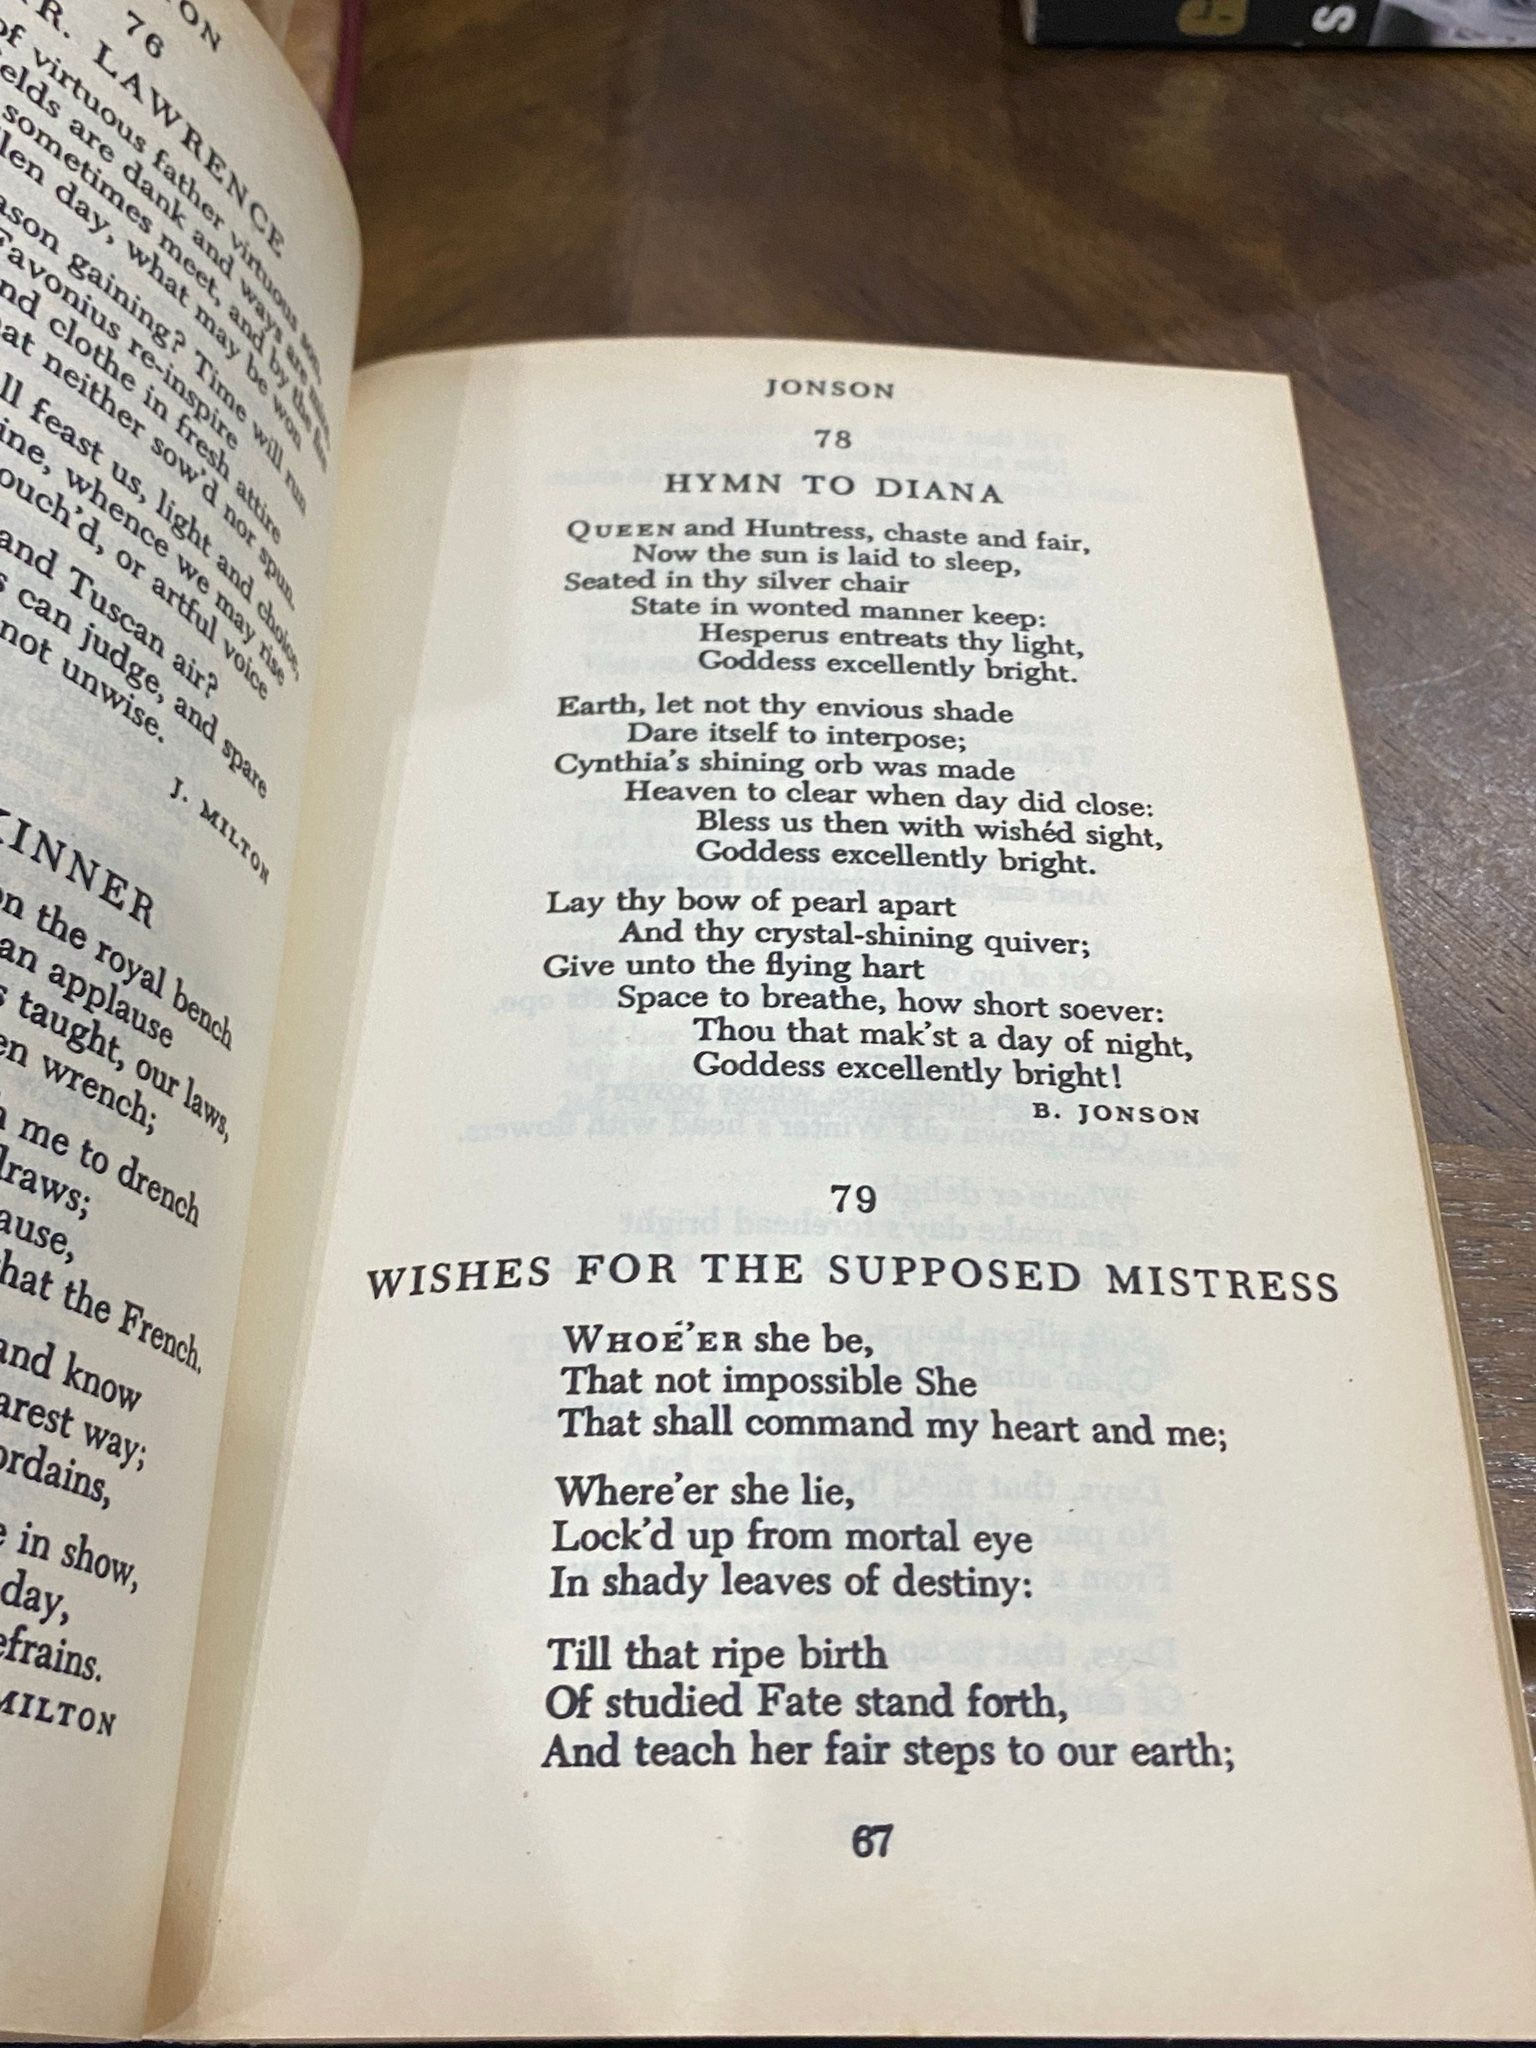 ON
76
R. LAWRENCE
of virtuous father virtuous son,
elds are dank and ways are mire,
sometimes meet, and by the fire
len day, what may be won
ason gaining? Time will run
Favonius re-inspire
nd clothe in fresh attire
at neither sow'd nor spun.
ll feast us, light and choice,
ine, whence we may rise
ouch'd, or artful voice
and Tuscan air?
s can judge, and spare
not unwise.
J. MILTON
KINNER
on the royal bench
an applause
s taught, our laws,
en wrench;
h me to drench
draws;
ause,
hat the French.
and know
arest way;
ordains,
e in show,
day,
efrains.
MILTON
JONSON
78
HYMN TO DIANA
QUEEN and Huntress, chaste and fair,
Now the sun is laid to sleep,
Seated in thy silver chair
State in wonted manner keep:
Hesperus entreats thy light,
Goddess excellently bright.
Earth, let not thy envious shade
Dare itself to interpose;
Cynthia's shining orb was made
Heaven to clear when day did close:
Bless us then with wishéd sight,
Goddess excellently bright.
Lay thy bow of pearl apart
And thy crystal-shining quiver;
Give unto the flying hart
Space to breathe, how short soever:
Thou that mak'st a day of night,
Goddess excellently bright!
B. JONSON
79
WISHES FOR THE SUPPOSED MISTRESS
WHOE'ER she be,
That not impossible She
That shall command my heart and me;
Where'er she lie,
Lock'd up from mortal eye
In shady leaves of destiny:
Till that ripe birth
Of studied Fate stand forth,
And teach her fair steps to our earth;
67